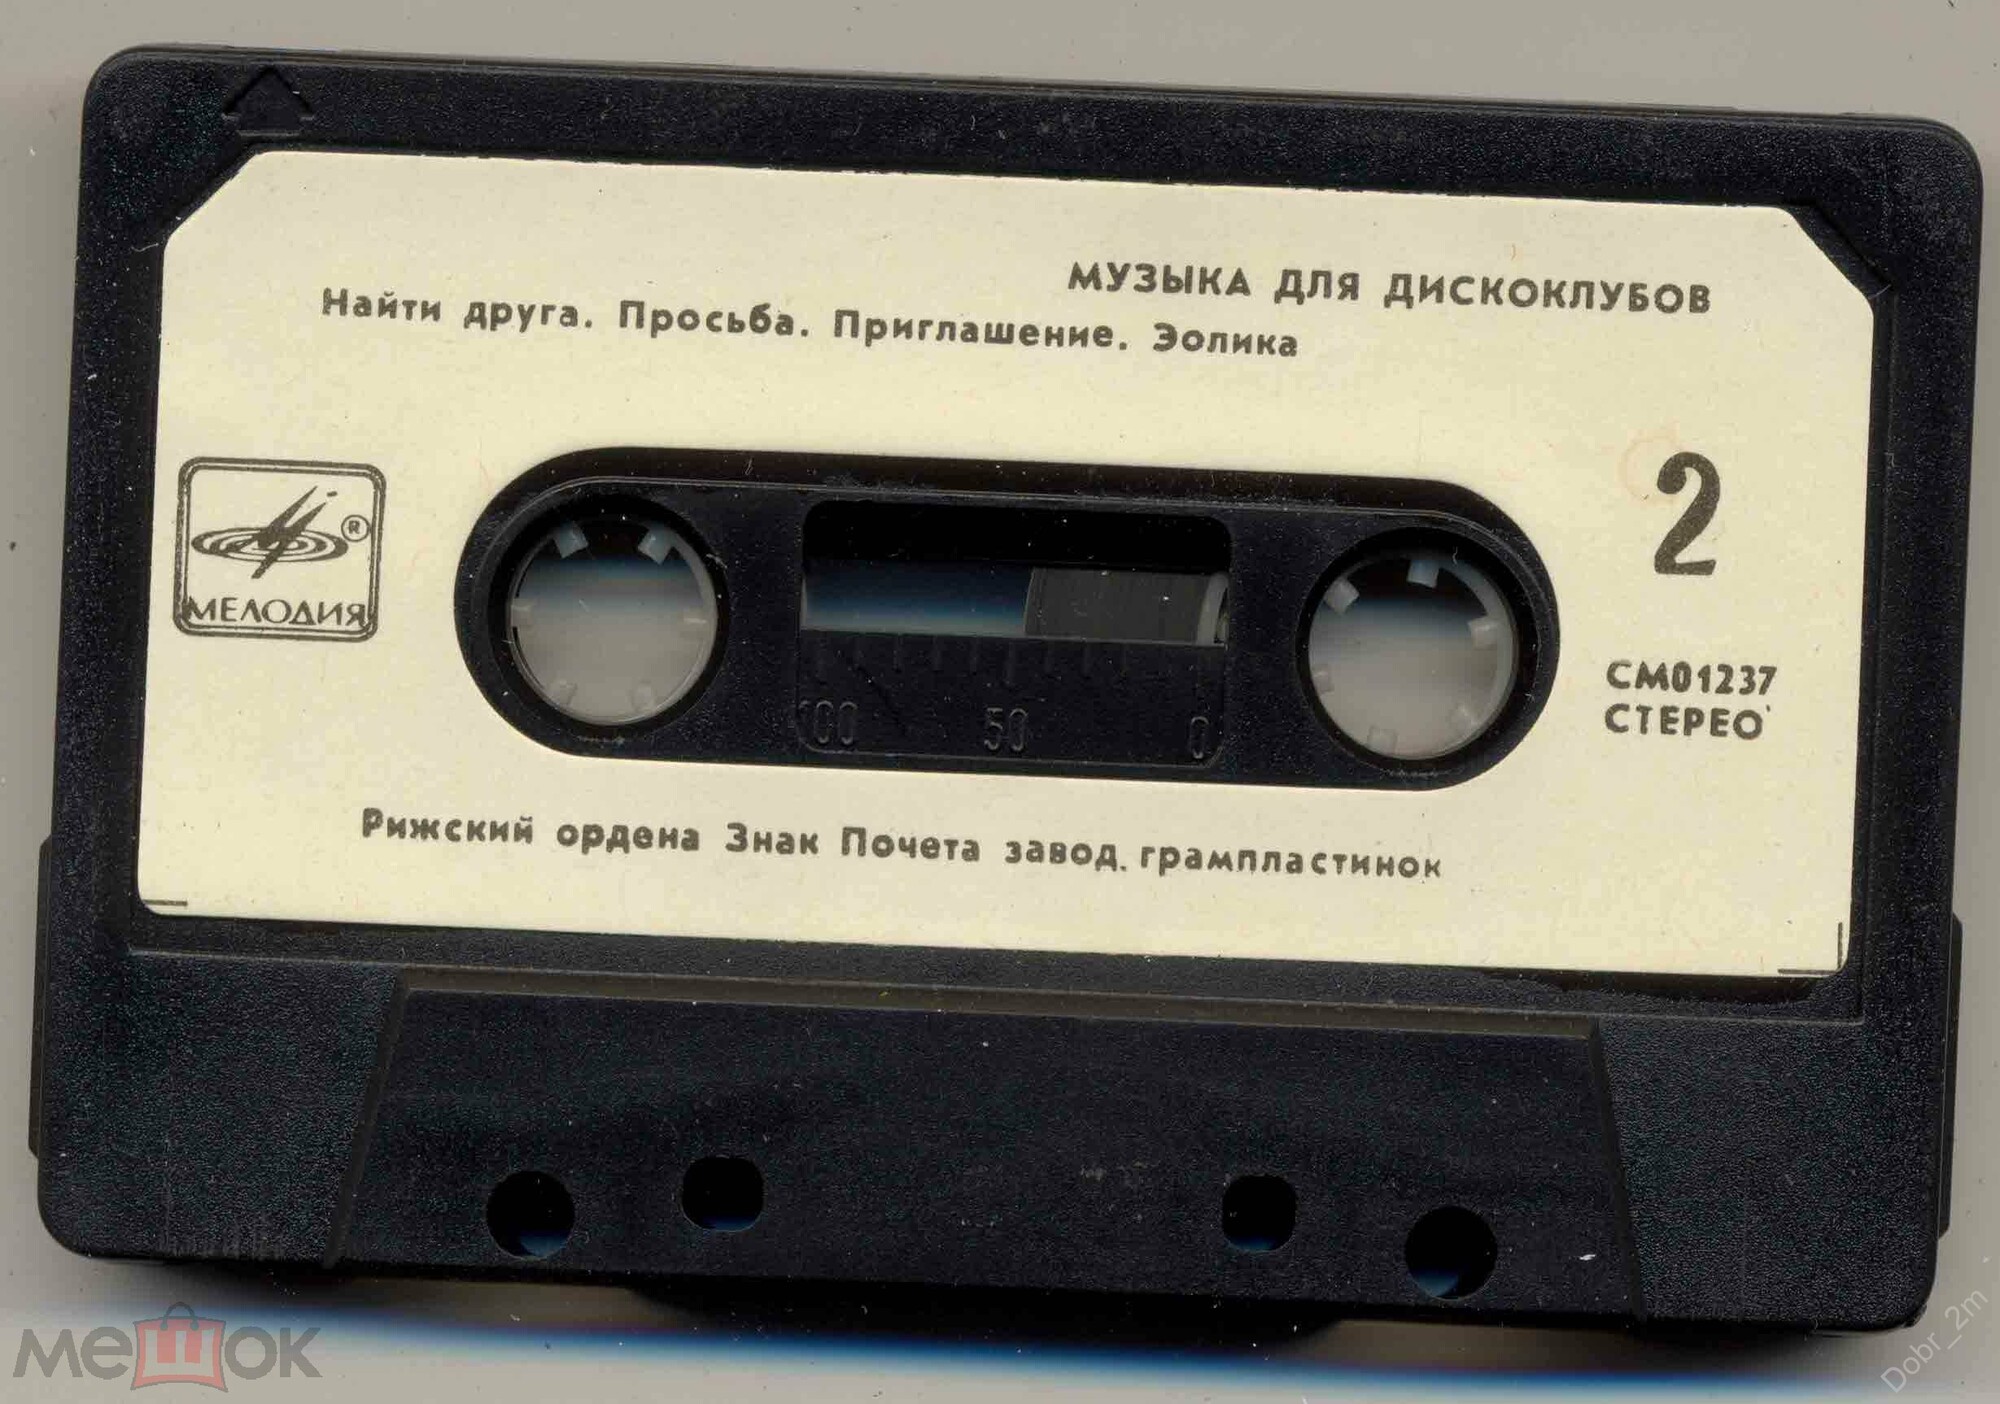 МУЗЫКА ДЛЯ ДИСКОКЛУБОВ
Найти друга. Просьба. Приглашение. Эолика
2
® 
МЕЛОДИЯ
СМ01237
СТЕРЕО
100 50 0
Рижский ордена Знак Почета завод. грампластинок
мешок
Dobr_2m